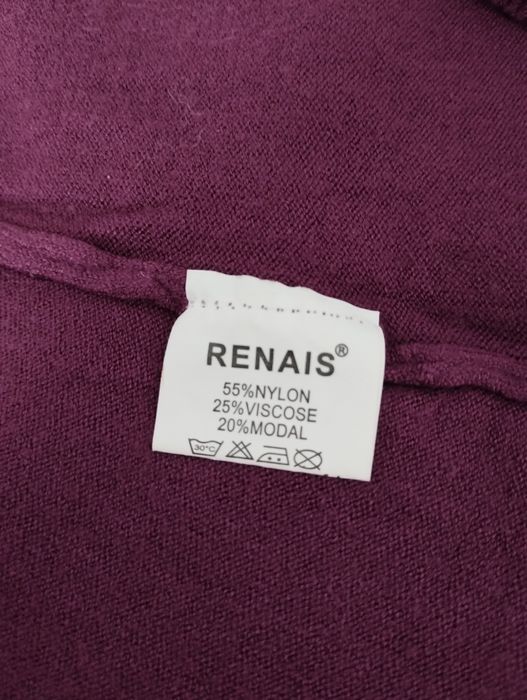 RENAIS®
55%NYLON
25%VISCOSE
20%MODAL
30°C